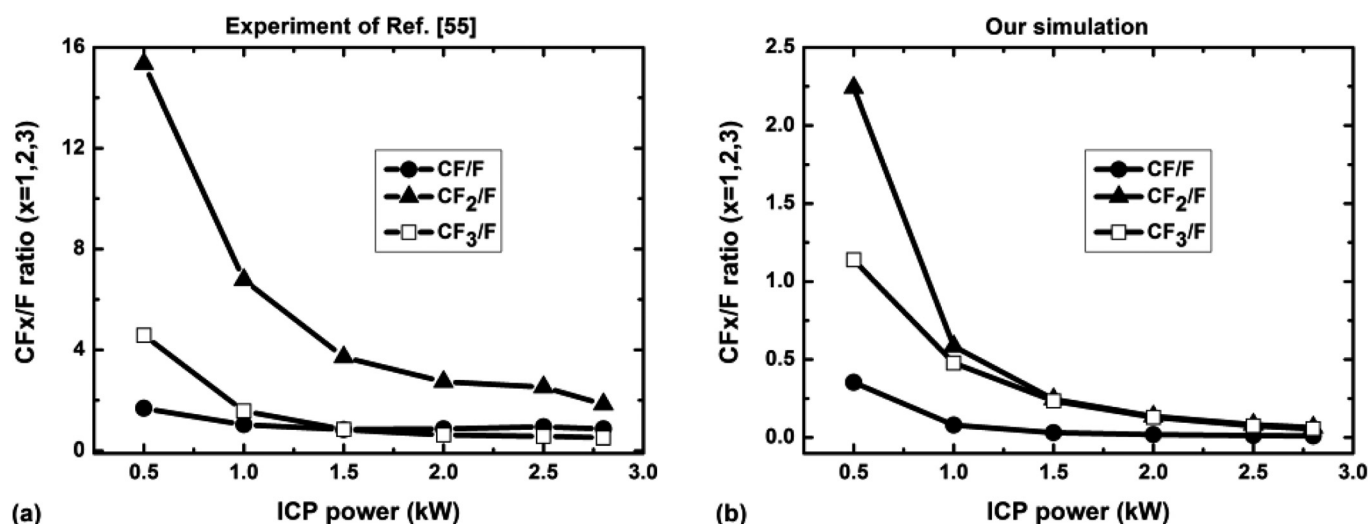 Experiment of Ref. [55]
CFx/F ratio (x=1,2,3)
16
12
8
4
0
CF/F
CF2/F
CF3/F
0.5 1.0 1.5 2.0 2.5 3.0
(a) ICP power (kW)
Our simulation
CFx/F ratio (x=1,2,3)
2.5
2.0
1.5
1.0
0.5
0.0
CF/F
CF2/F
CF3/F
0.5 1.0 1.5 2.0 2.5 3.0
(b) ICP power (kW)